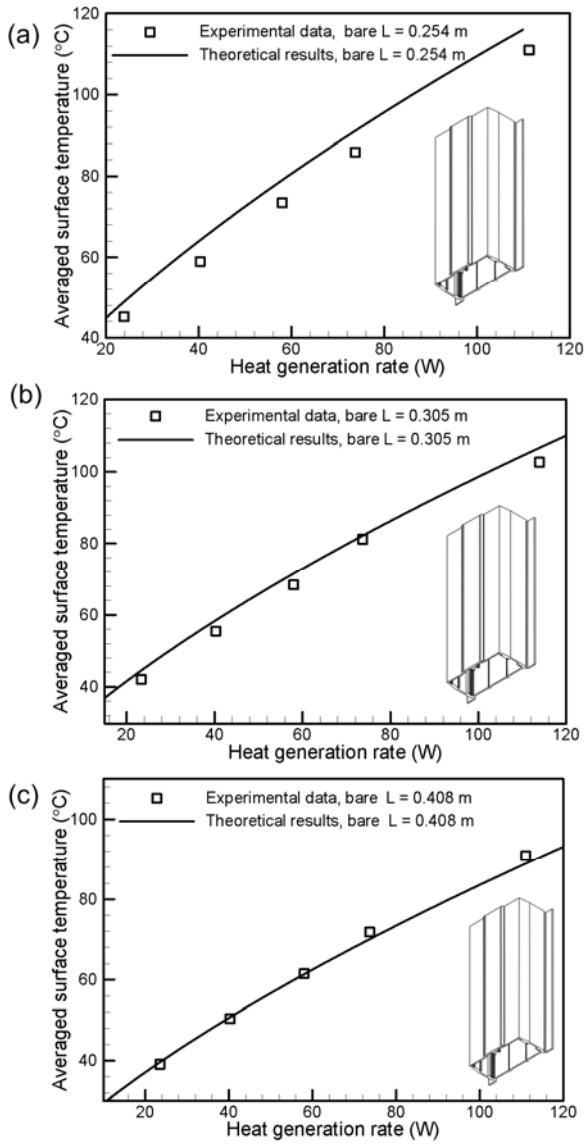 (a)
120
Experimental data, bare L = 0.254 m
Theoretical results, bare L = 0.254 m
100
80
60
40
Averaged surface temperature (°C)
20 40 60 80 100 120
Heat generation rate (W)
(b)
120
Experimental data, bare L = 0.305 m
Theoretical results, bare L = 0.305 m
100
80
60
40
Averaged surface temperature (°C)
20 40 60 80 100 120
Heat generation rate (W)
(c)
Experimental data, bare L = 0.408 m
Theoretical results, bare L = 0.408 m
100
80
60
40
Averaged surface temperature (°C)
20 40 60 80 100 120
Heat generation rate (W)